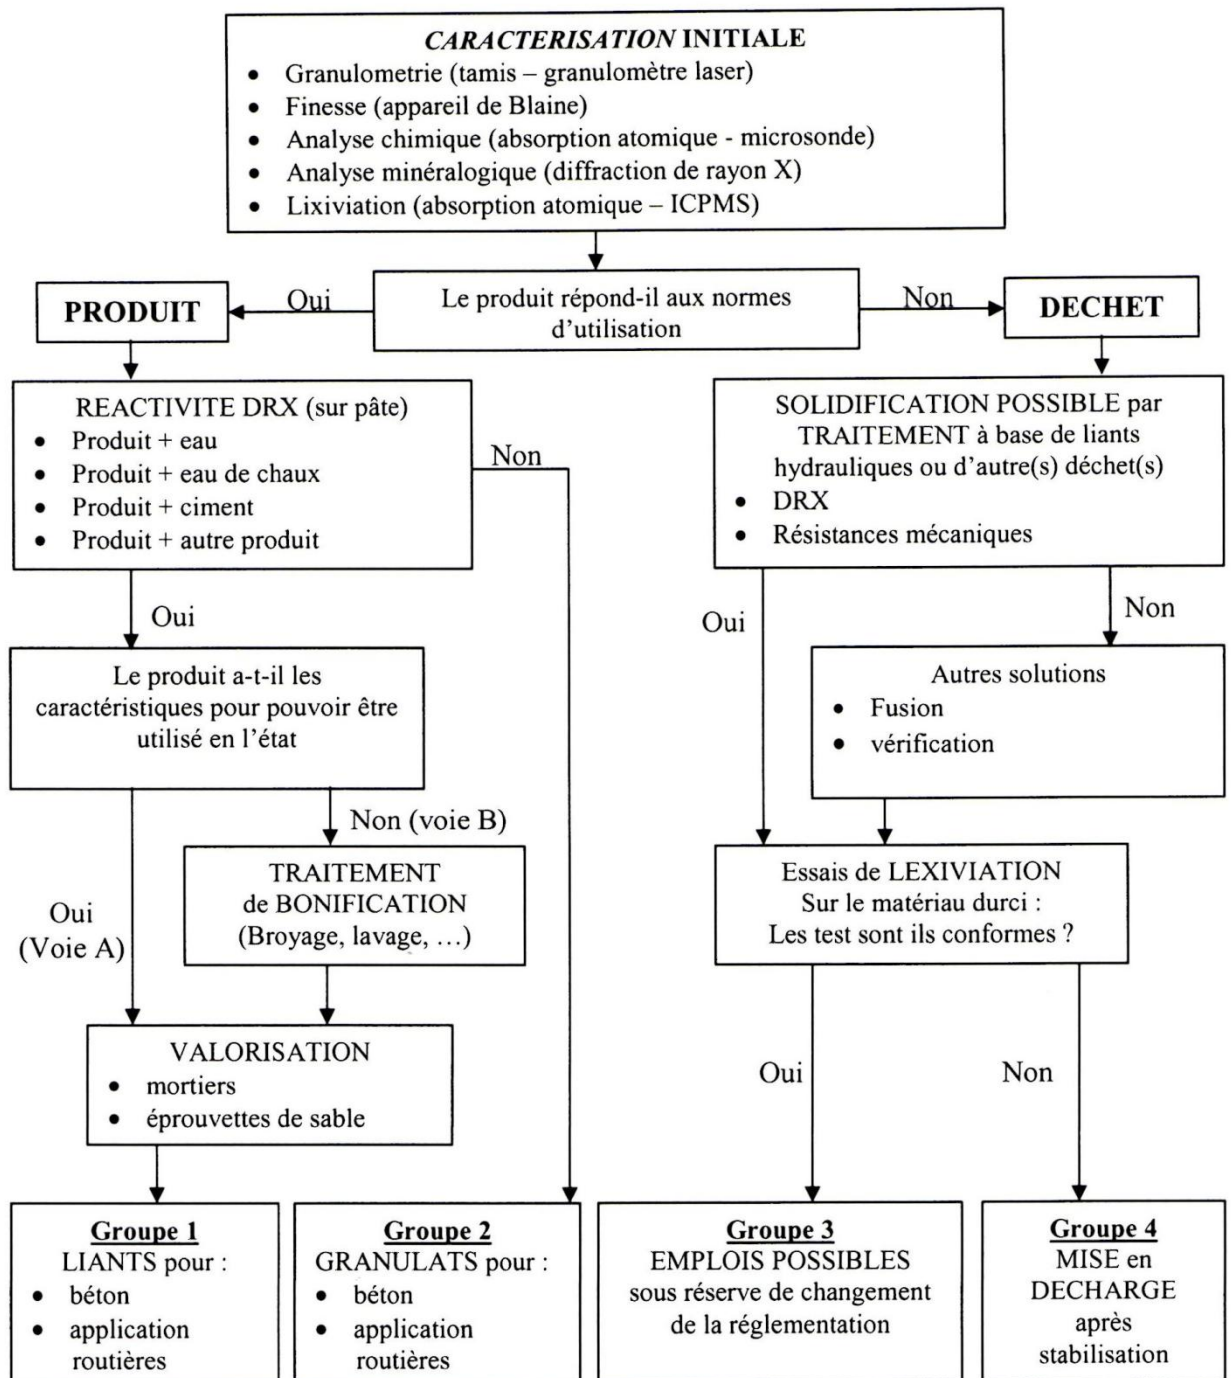 CARACTERISATION INITIALE
• Granulometrie (tamis – granulomètre laser)
• Finesse (appareil de Blaine)
• Analyse chimique (absorption atomique - microsonde)
• Analyse minéralogique (diffraction de rayon X)
• Lixiviation (absorption atomique – ICPMS)
PRODUIT
Oui
Le produit répond-il aux normes
d’utilisation
Non
DECHET
REACTIVITE DRX (sur pâte)
• Produit + eau
• Produit + eau de chaux
• Produit + ciment
• Produit + autre produit
Non
SOLIDIFICATION POSSIBLE par
TRAITEMENT à base de liants
hydrauliques ou d’autre(s) déchet(s)
• DRX
• Résistances mécaniques
Oui
Oui
Non
Le produit a-t-il les
caractéristiques pour pouvoir être
utilisé en l’état
Autres solutions
• Fusion
• vérification
Non (voie B)
Oui
(Voie A)
TRAITEMENT
de BONIFICATION
(Broyage, lavage, …)
Essais de LEXIVIATION
Sur le matériau durci :
Les test sont ils conformes ?
VALORISATION
• mortiers
• éprouvettes de sable
Oui
Non
Groupe 1
LIANTS pour :
• béton
• application
routières
Groupe 2
GRANULATS pour :
• béton
• application
routières
Groupe 3
EMPLOIS POSSIBLES
sous réserve de changement
de la réglementation
Groupe 4
MISE en
DECHARGE
après
stabilisation